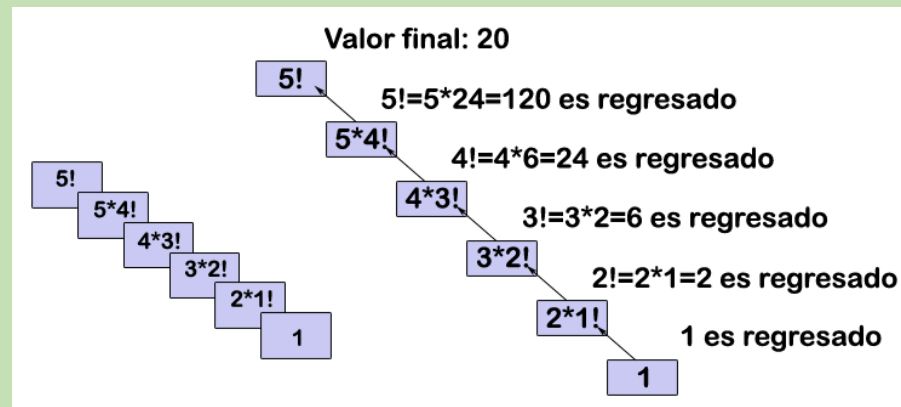 Valor final: 20
5!
5!=5*24=120 es regresado
5*4!
4!=4*6=24 es regresado
4*3!
3!=3*2=6 es regresado
3*2!
2!=2*1=2 es regresado
2*1!
1 es regresado
1
5!
5*4!
4*3!
3*2!
2*1!
1